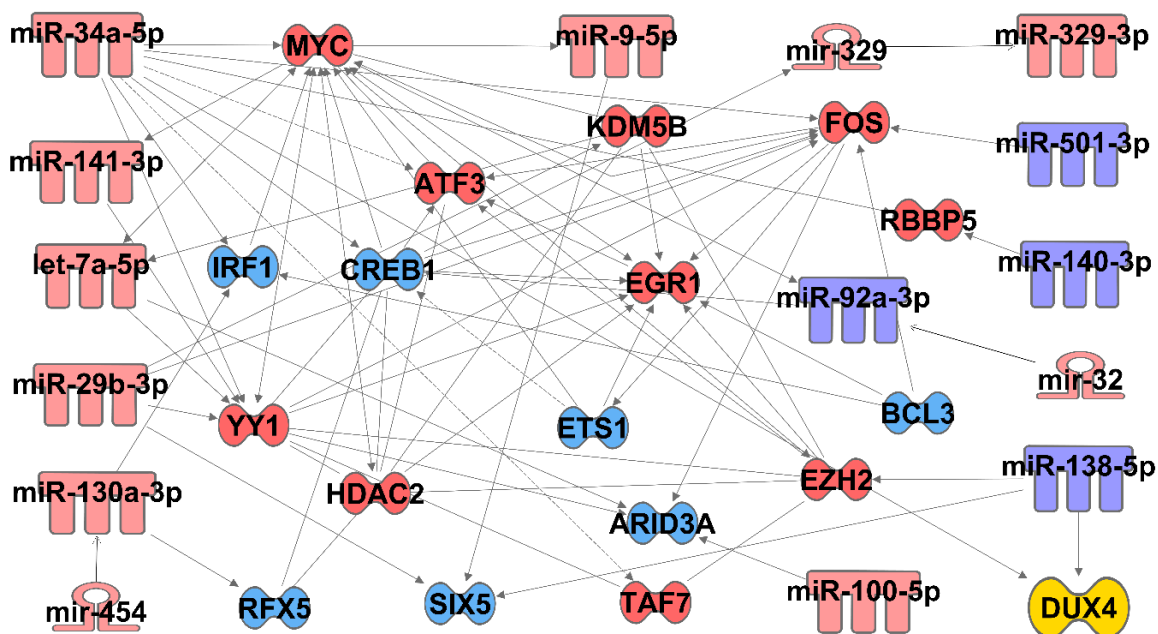 miR-34a-5p
MYC
miR-9-5p
mir-329
miR-329-3p
KDM5B
FOS
miR-501-3p
miR-141-3p
ATF3
RBBP5
let-7a-5p
IRF1
CREB1
EGR1
miR-92a-3p
miR-140-3p
miR-29b-3p
YY1
ETS1
BCL3
mir-32
miR-130a-3p
HDAC2
ARID3A
EZH2
miR-138-5p
mir-454
RFX5
SIX5
TAF7
miR-100-5p
DUX4